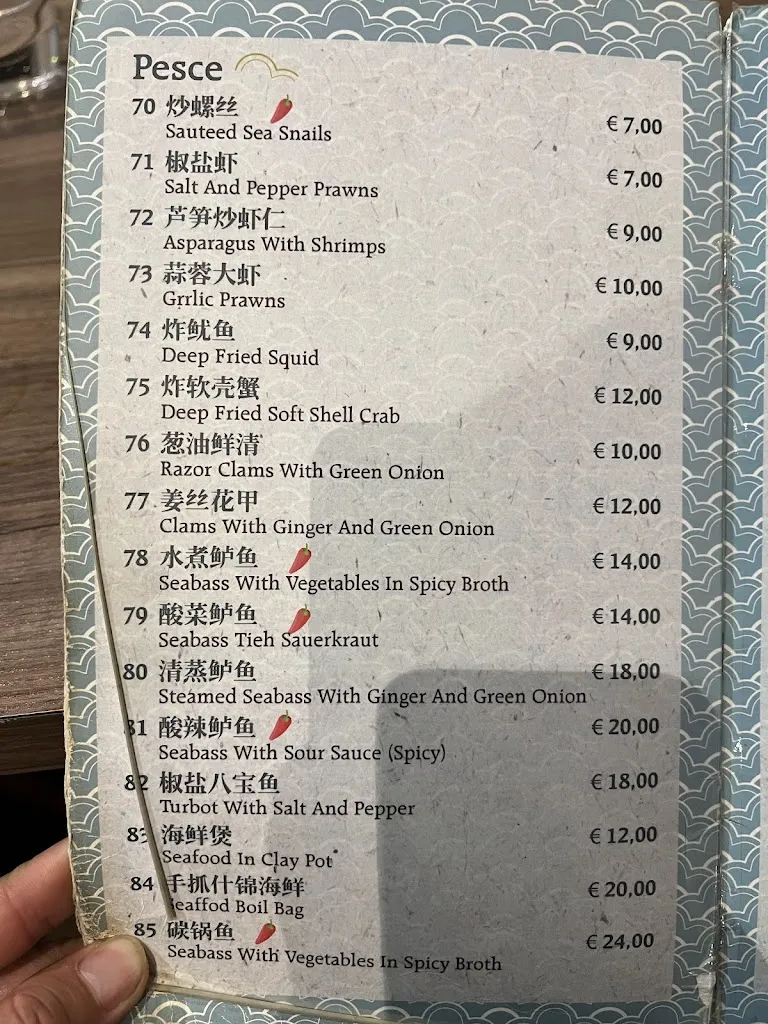 Pesce
70 炒螺丝
Sauteed Sea Snails
€ 7,00
71 椒盐虾
Salt And Pepper Prawns
€ 7,00
72 芦笋炒虾仁
Asparagus With Shrimps
€ 9,00
73 蒜蓉大虾
Grrlic Prawns
€ 10,00
74 炸鱿鱼
Deep Fried Squid
€ 9,00
75 炸软壳蟹
Deep Fried Soft Shell Crab
€ 12,00
76 葱油鲜清
Razor Clams With Green Onion
€ 10,00
77 姜丝花甲
Clams With Ginger And Green Onion
€ 12,00
78 水煮鲈鱼
Seabass With Vegetables In Spicy Broth
€ 14,00
79 酸菜鲈鱼
Seabass Tieh Sauerkraut
€ 14,00
80 清蒸鲈鱼
Steamed Seabass With Ginger And Green Onion
€ 18,00
81 酸辣鲈鱼
Seabass With Sour Sauce (Spicy)
€ 20,00
82 椒盐八宝鱼
Turbot With Salt And Pepper
€ 18,00
83 海鲜煲
Seafood In Clay Pot
€ 12,00
84 手抓什锦海鲜
Seaffod Boil Bag
€ 20,00
85 碳锅鱼
Seabass With Vegetables In Spicy Broth
€ 24,00